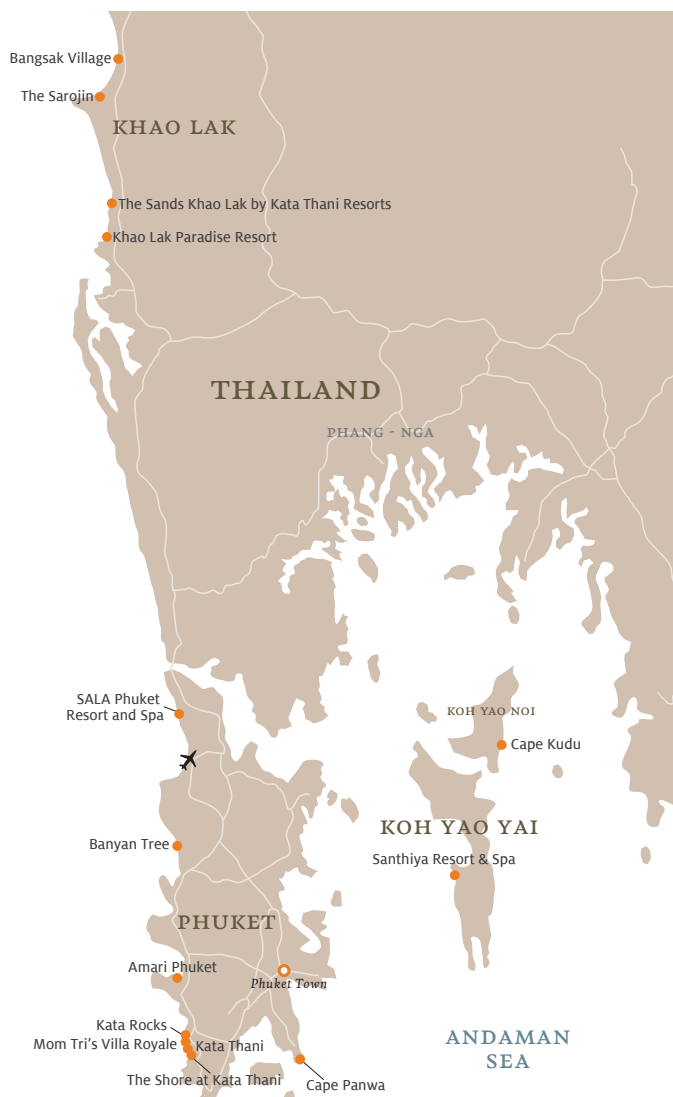 Bangsak Village
The Sarojin
KHAO LAK
The Sands Khao Lak by Kata Thani Resorts
Khao Lak Paradise Resort
THAILAND
PHANG - NGA
SALA Phuket
Resort and Spa
KOH YAO NOI
Cape Kudu
KOH YAO YAI
Banyan Tree
Santhiya Resort & Spa
PHUKET
Amari Phuket
Phuket Town
Kata Rocks
Mom Tri's Villa Royale
Kata Thani
The Shore at Kata Thani
Cape Panwa
ANDAMAN
SEA